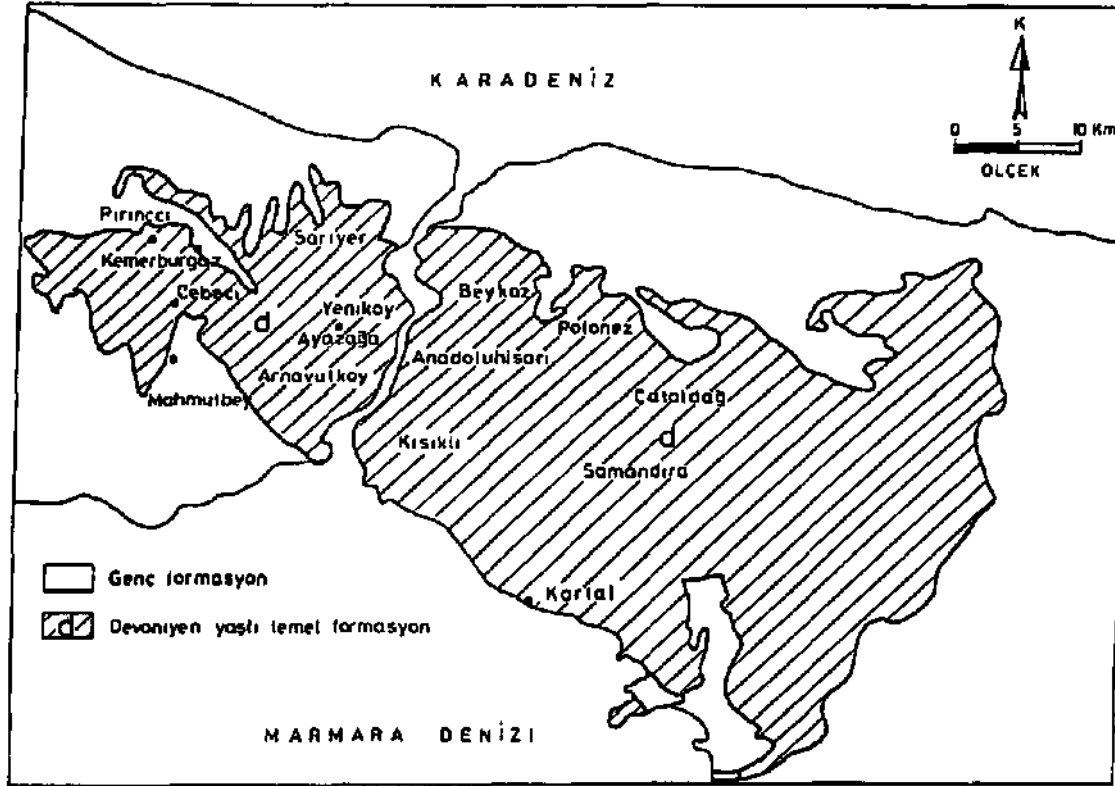 KARADENİZ
K
0 5 10 Km
ÖLÇEK
Pırınççı
Kemerburgaz
Sarıyer
Cebeci
d
Yeniköy
Ayazağa
Arnavutköy
Mahmutbey
Beykoz
Polonez
Anadoluhisarı
Çataldağ
d
Kısıklı
Samandıra
Kartal
Genç formasyon
d Devoniyen yaşlı temel formasyon
MARMARA DENİZİ